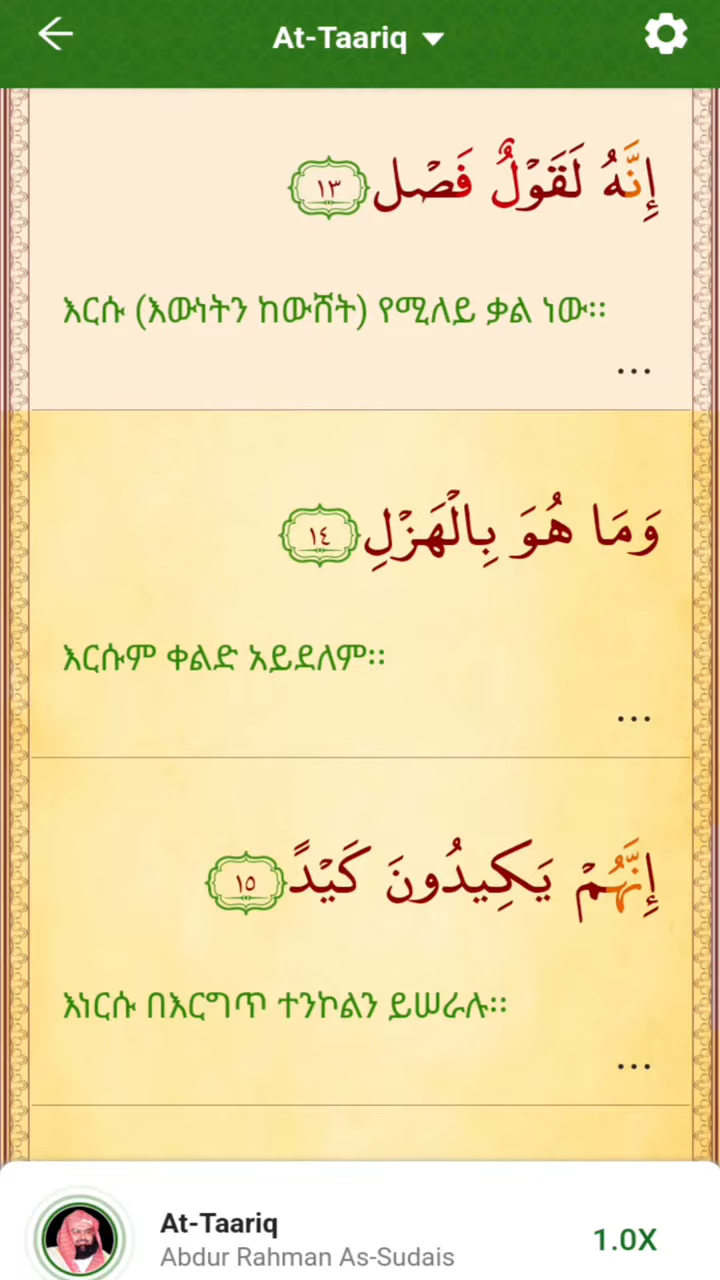 At-Taariq
إِنَّهُ لَقَوْلٌ فَصْل ١٣
እርሱ (እውነትን ከውሸት) የሚለይ ቃል ነው፡፡
...
وَمَا هُوَ بِالْهَزْلِ ١٤
እርሱም ቀልድ አይደለም፡፡
...
إِنَّهُمْ يَكِيدُونَ كَيْدً ١٥
እነርሱ በእርግጥ ተንኮልን ይሠራሉ፡፡
...
At-Taariq
Abdur Rahman As-Sudais
1.0X